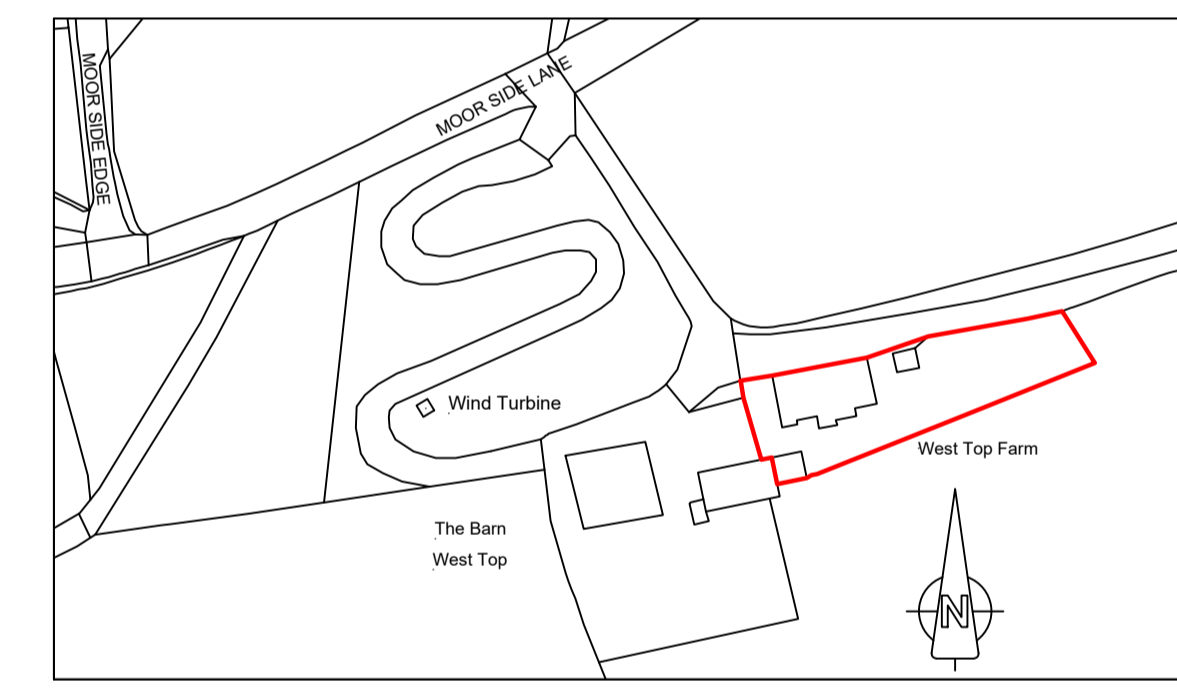 MOOR SIDE EDGE
MOOR SIDE LANE
Wind Turbine
West Top Farm
The Barn
West Top
N